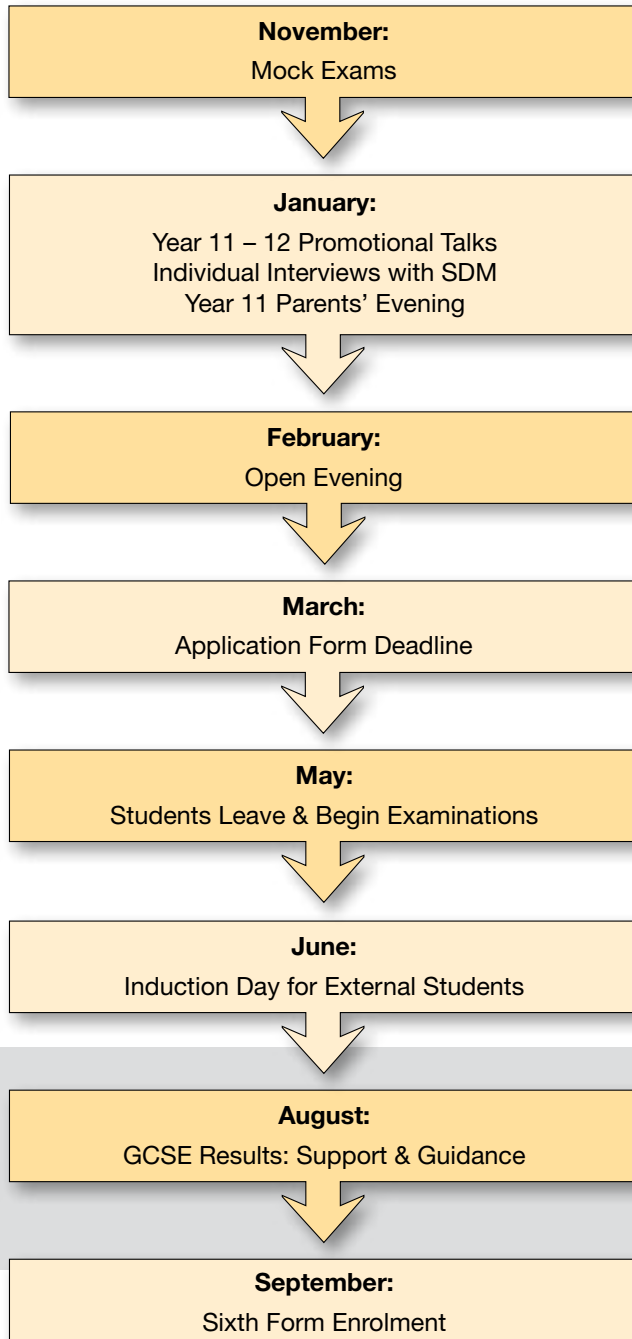 November:
Mock Exams
January:
Year 11 – 12 Promotional Talks
Individual Interviews with SDM
Year 11 Parents’ Evening
February:
Open Evening
March:
Application Form Deadline
May:
Students Leave & Begin Examinations
June:
Induction Day for External Students
August:
GCSE Results: Support & Guidance
September:
Sixth Form Enrolment